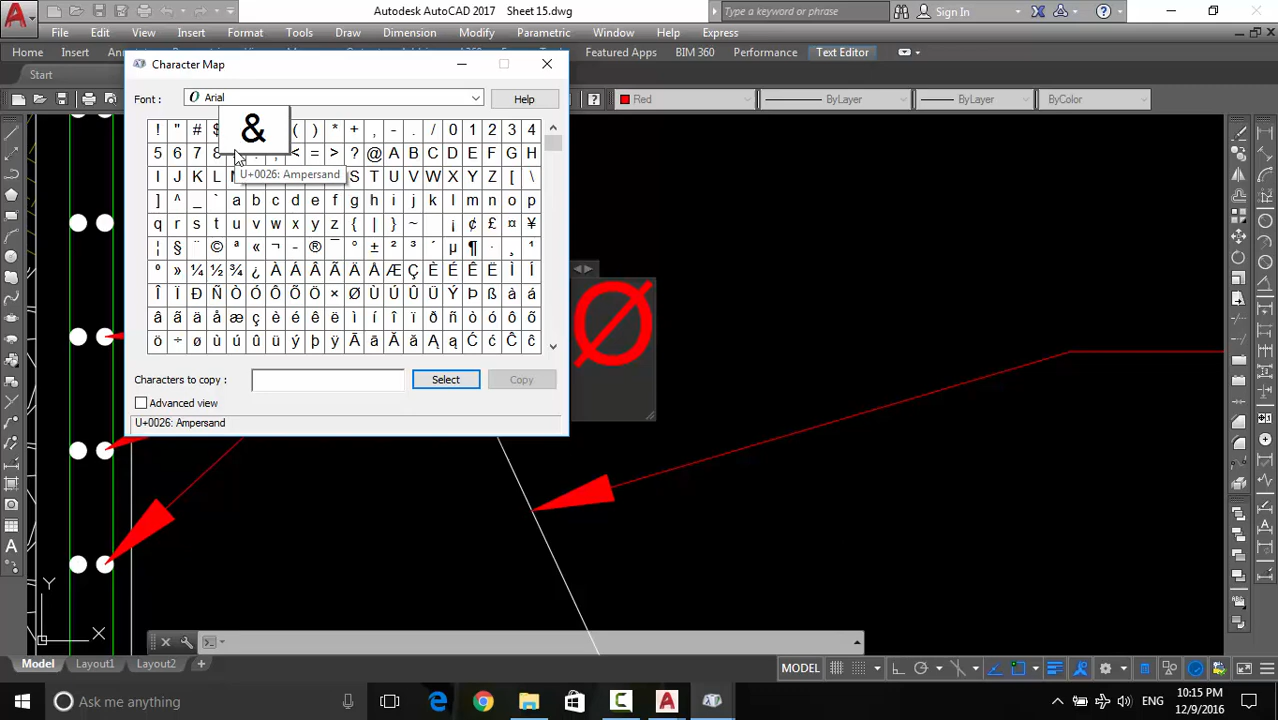 Autodesk AutoCAD 2017 Sheet 15.dwg
Type a keyword or phrase
Sign In
File Edit View Insert Format Tools Draw Dimension Modify Parametric Window Help Express
Home Insert Featured Apps BIM 360 Performance Text Editor
Start
Character Map
Font : Arial Help
Red ByLayer ByLayer ByColor
&
! " # $ ( ) * + , - . / 0 1 2 3 4
5 6 7 8 ; < = > ? @ A B C D E F G H
U+0026: Ampersand
I J K L S T U V W X Y Z [ \
] ^ _ ` a b c d e f g h i j k l m n o p
q r s t u v w x y z { | } ~ ¡ ¢ £ ¤ ¥
¦ § ¨ © ª « ¬ - ® ¯ ° ± ² ³ ´ µ ¶ · ¸ ¹
º » ¼ ½ ¾ ¿ À Á Â Ã Ä Å Æ Ç È É Ê Ë Ì Í
Î Ï Ð Ñ Ò Ó Ô Õ Ö × Ø Ù Ú Û Ü Ý Þ ß à á
â ã ä å æ ç è é ê ë ì í î ï ð ñ ò ó ô õ
ö ÷ ø ù ú û ü ý þ ÿ Ā ā Ă ă Ą ą Ć ć Ĉ ĉ
Ø
Characters to copy : Select Copy
Advanced view
U+0026: Ampersand
Y
X
Model Layout1 Layout2 +
MODEL
Ask me anything
ENG
10:15 PM
12/9/2016